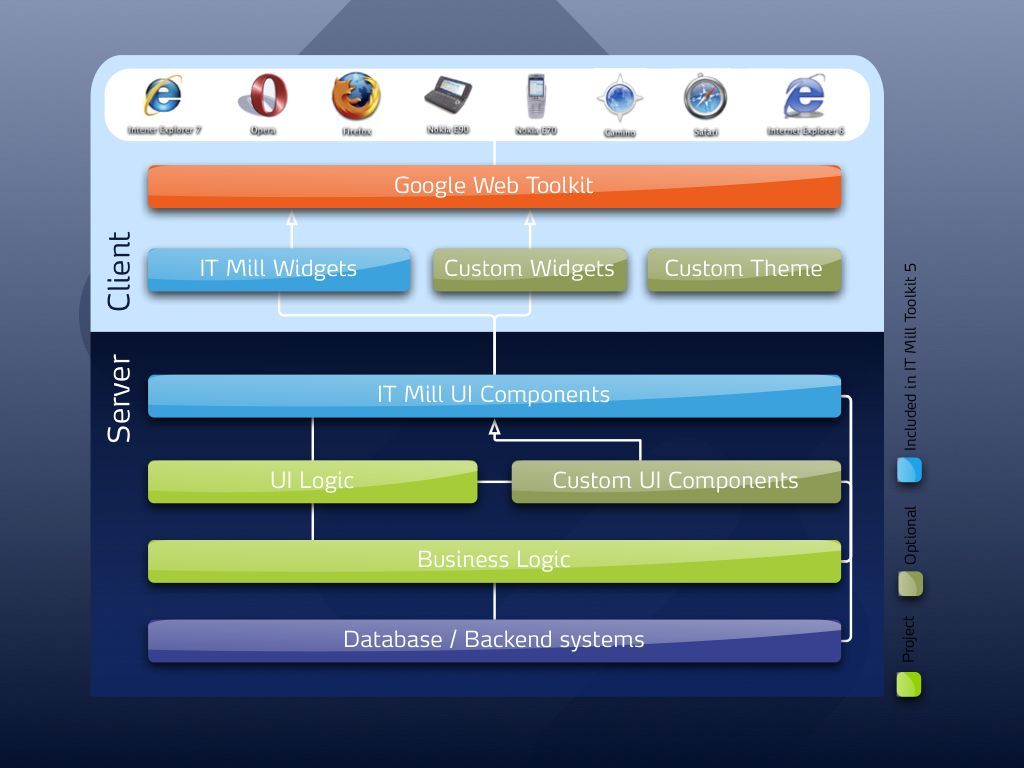 Intener Explorer 7
Opera
Firefox
Nokia E90
Nokia E70
Camino
Safari
Internet Explorer 6
Google Web Toolkit
Client
IT Mill Widgets
Custom Widgets
Custom Theme
Server
IT Mill UI Components
UI Logic
Custom UI Components
Business Logic
Database / Backend systems
Included in IT Mill Toolkit 5
Optional
Project